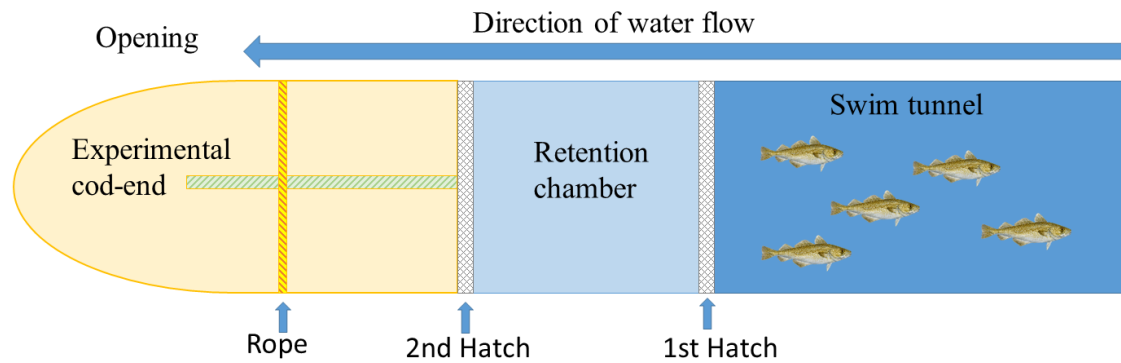 Opening
Direction of water flow
Experimental
cod-end
Retention
chamber
Swim tunnel
Rope
2nd Hatch
1st Hatch